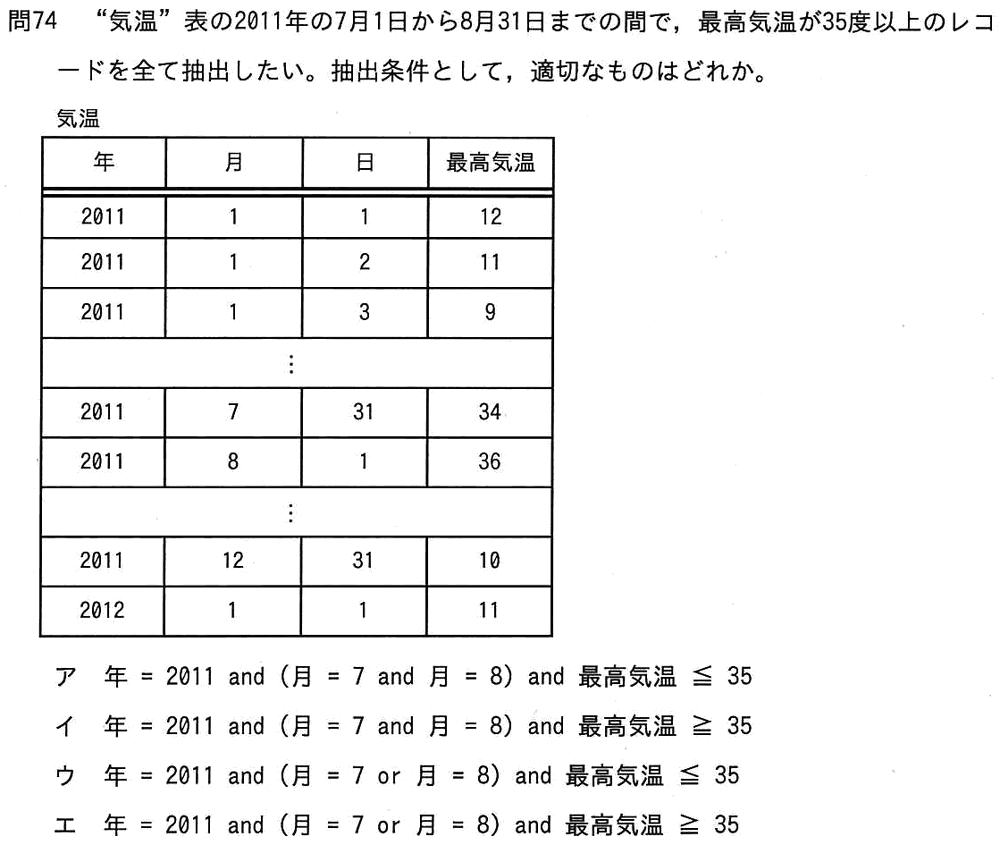 問74 “気温”表の2011年の7月1日から8月31日までの間で，最高気温が35度以上のレコ
ードを全て抽出したい。抽出条件として，適切なものはどれか。
気温
年 月 日 最高気温
2011 1 1 12
2011 1 2 11
2011 1 3 9
⋮
2011 7 31 34
2011 8 1 36
⋮
2011 12 31 10
2012 1 1 11
ア 年 = 2011 and (月 = 7 and 月 = 8) and 最高気温 ≦ 35
イ 年 = 2011 and (月 = 7 and 月 = 8) and 最高気温 ≧ 35
ウ 年 = 2011 and (月 = 7 or 月 = 8) and 最高気温 ≦ 35
エ 年 = 2011 and (月 = 7 or 月 = 8) and 最高気温 ≧ 35